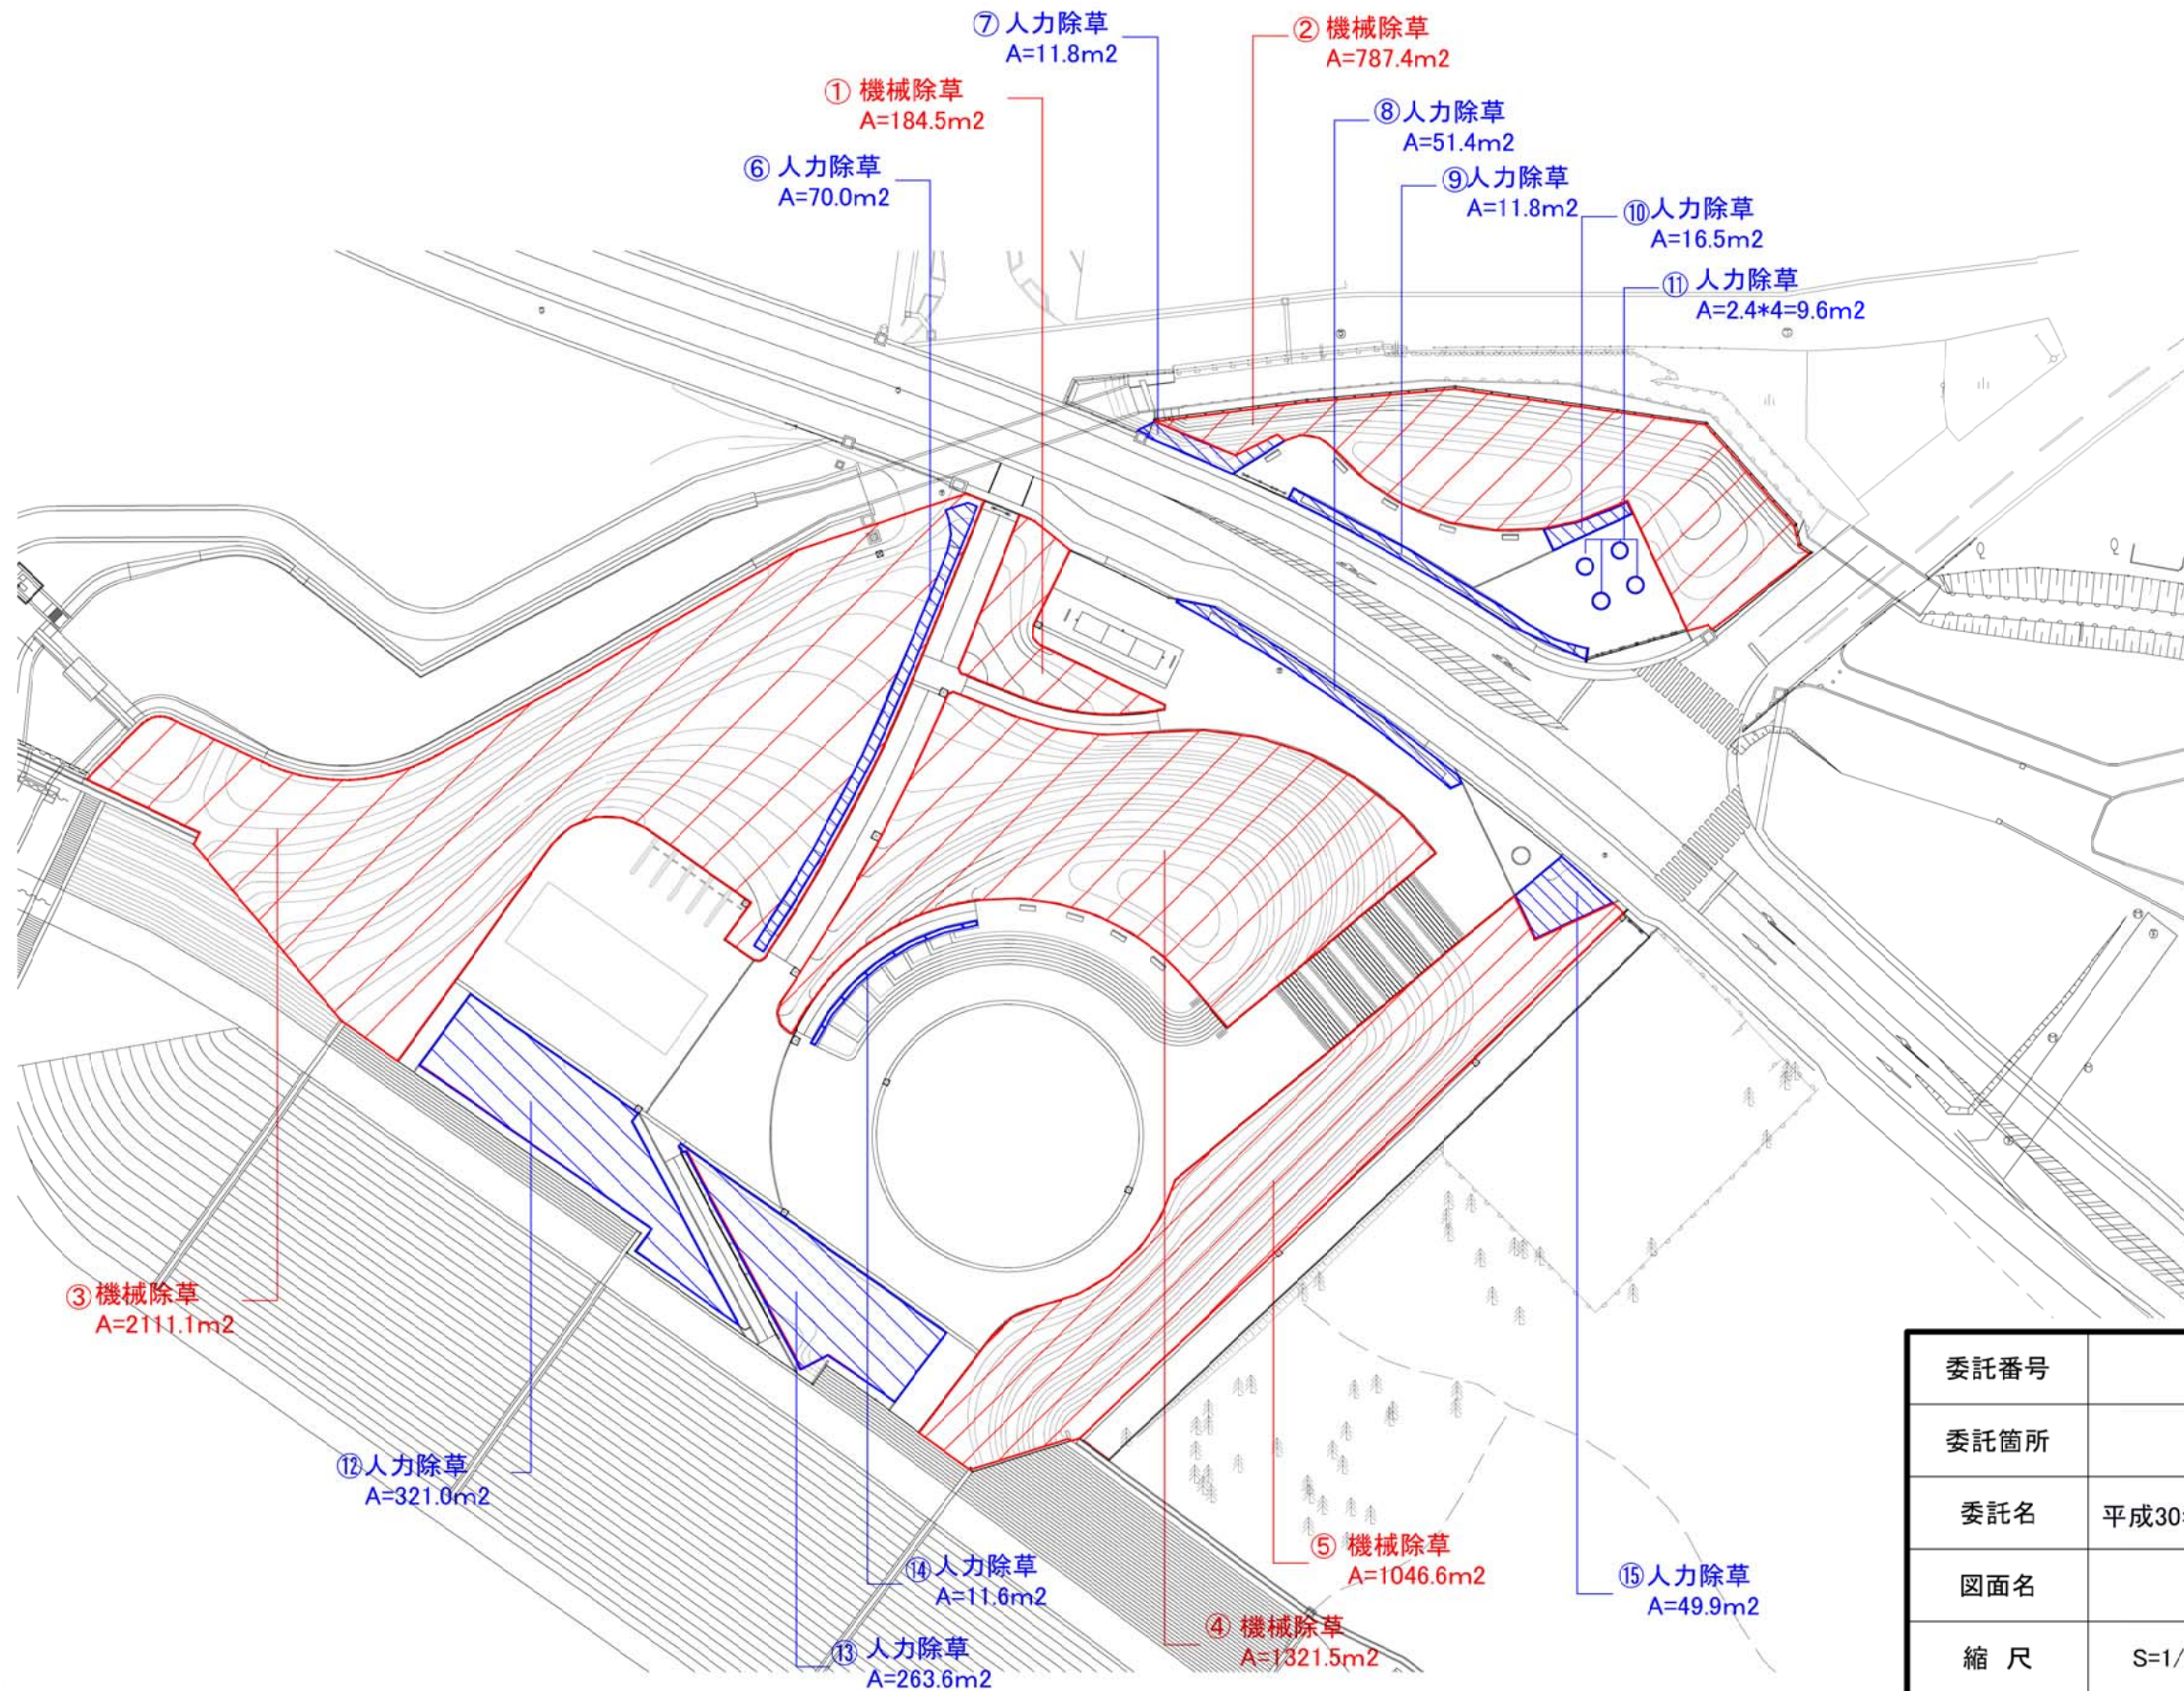 ⑦ 人力除草
A=11.8m2
② 機械除草
A=787.4m2
① 機械除草
A=184.5m2
⑧人力除草
A=51.4m2
⑥ 人力除草
A=70.0m2
⑨人力除草
A=11.8m2
⑩人力除草
A=16.5m2
⑪ 人力除草
A=2.4*4=9.6m2
③機械除草
A=2111.1m2
⑫人力除草
A=321.0m2
⑭人力除草
A=11.6m2
⑬ 人力除草
A=263.6m2
⑤ 機械除草
A=1046.6m2
④ 機械除草
A=1321.5m2
⑮人力除草
A=49.9m2
委託番号
委託箇所
委託名 平成30
図面名
縮 尺 S=1/